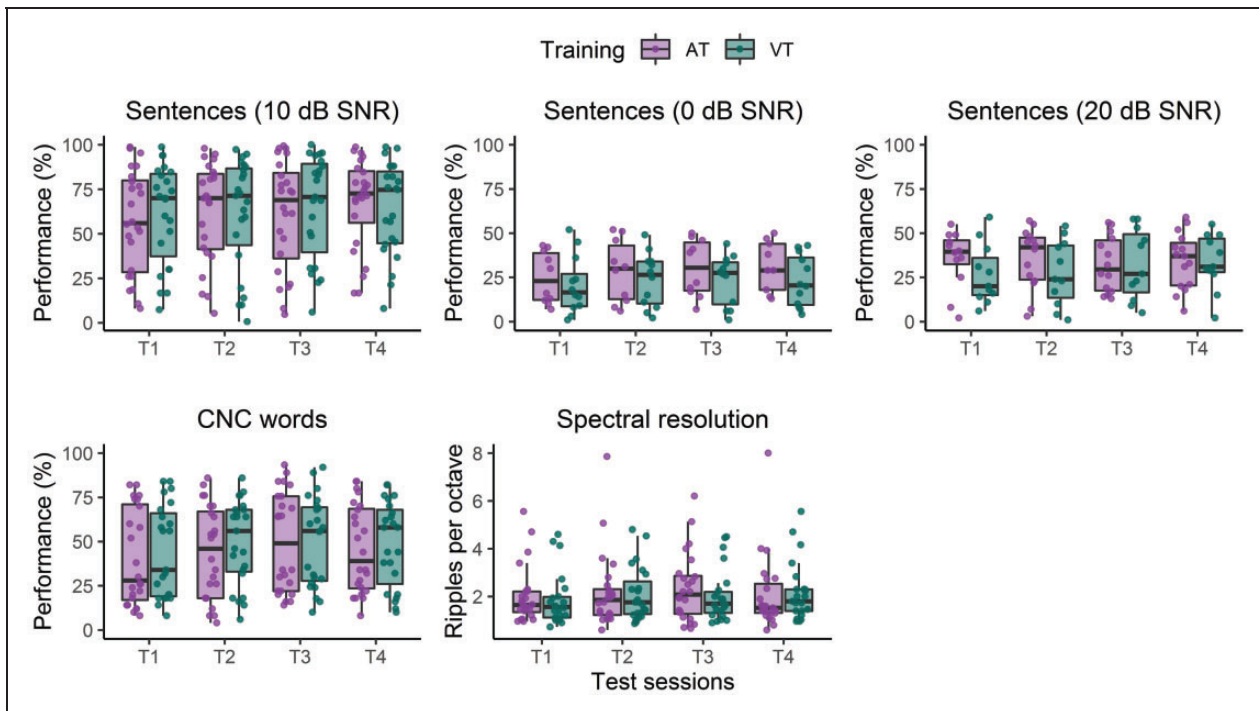 Training AT VT
Sentences (10 dB SNR)
Performance (%)
100
75
50
25
0
T1 T2 T3 T4
Sentences (0 dB SNR)
Performance (%)
100
75
50
25
0
T1 T2 T3 T4
Sentences (20 dB SNR)
Performance (%)
100
75
50
25
0
T1 T2 T3 T4
CNC words
Performance (%)
100
75
50
25
0
T1 T2 T3 T4
Spectral resolution
Ripples per octave
8
6
4
2
T1 T2 T3 T4
Test sessions